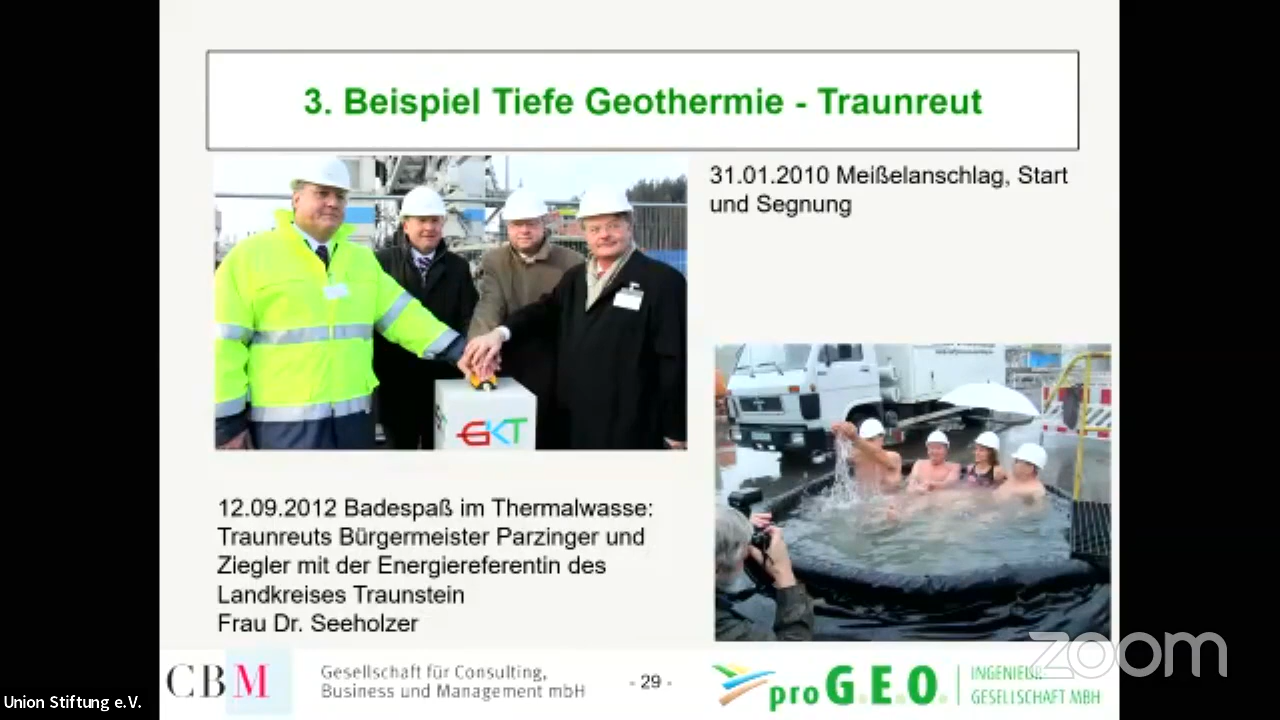 3. Beispiel Tiefe Geothermie - Traunreut
31.01.2010 Meißelanschlag, Start
und Segnung
GKT
12.09.2012 Badespaß im Thermalwasse:
Traunreuts Bürgermeister Parzinger und
Ziegler mit der Energiereferentin des
Landkreises Traunstein
Frau Dr. Seeholzer
CBM
Gesellschaft für Consulting,
Business und Management mbH
- 29 -
pro G.E.O.
INGENIEUR
GESELLSCHAFT MBH
zoom
Union Stiftung e.V.